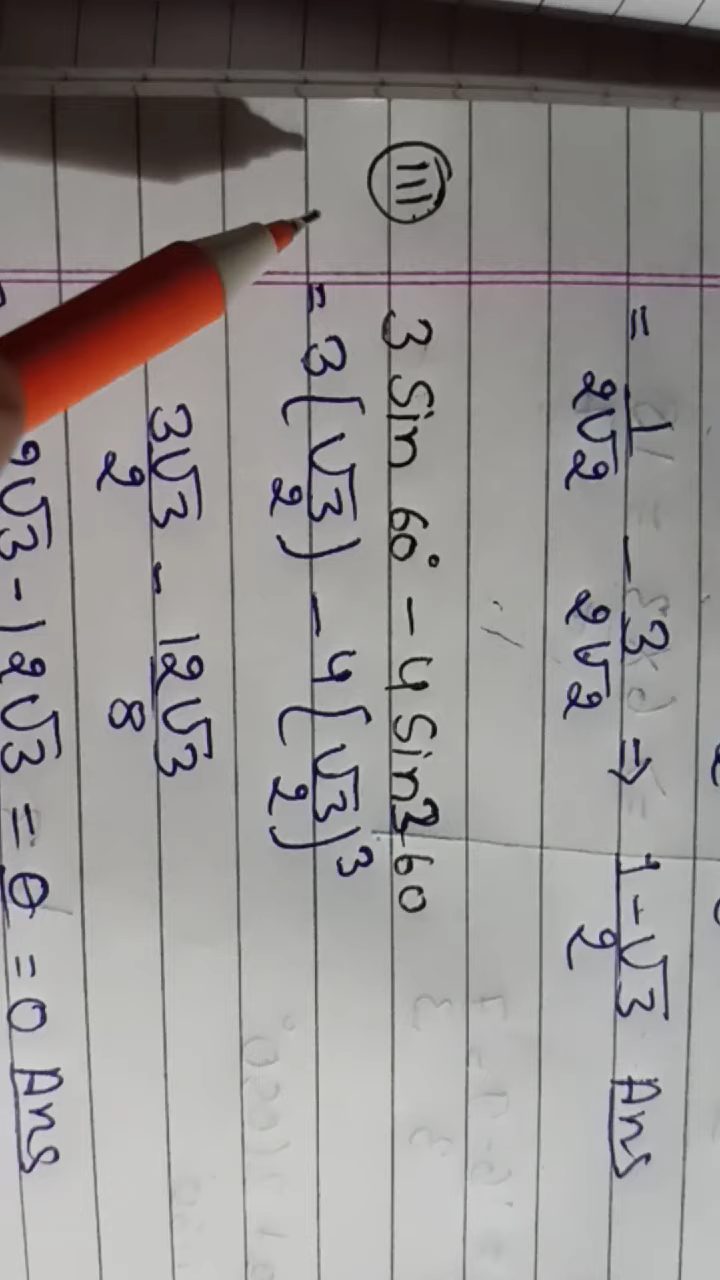 = 1/2√2 - 3/2√2 ⇒ 1-√3/2 Ans
(iii) 3 Sin 60° - 4 Sin³ 60
= 3(√3/2) - 4(√3/2)³
3√3/2 - 12√3/8
√3 - 12√3 = 0 = 0 Ans